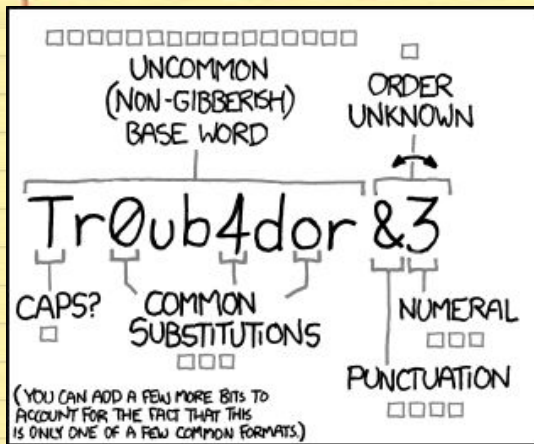 UNCOMMON
(NON-GIBBERISH)
BASE WORD
ORDER
UNKNOWN
Tr0ub4dor &3
CAPS?
COMMON
SUBSTITUTIONS
NUMERAL
PUNCTUATION
(YOU CAN ADD A FEW MORE BITS TO
ACCOUNT FOR THE FACT THAT THIS
IS ONLY ONE OF A FEW COMMON FORMATS.)